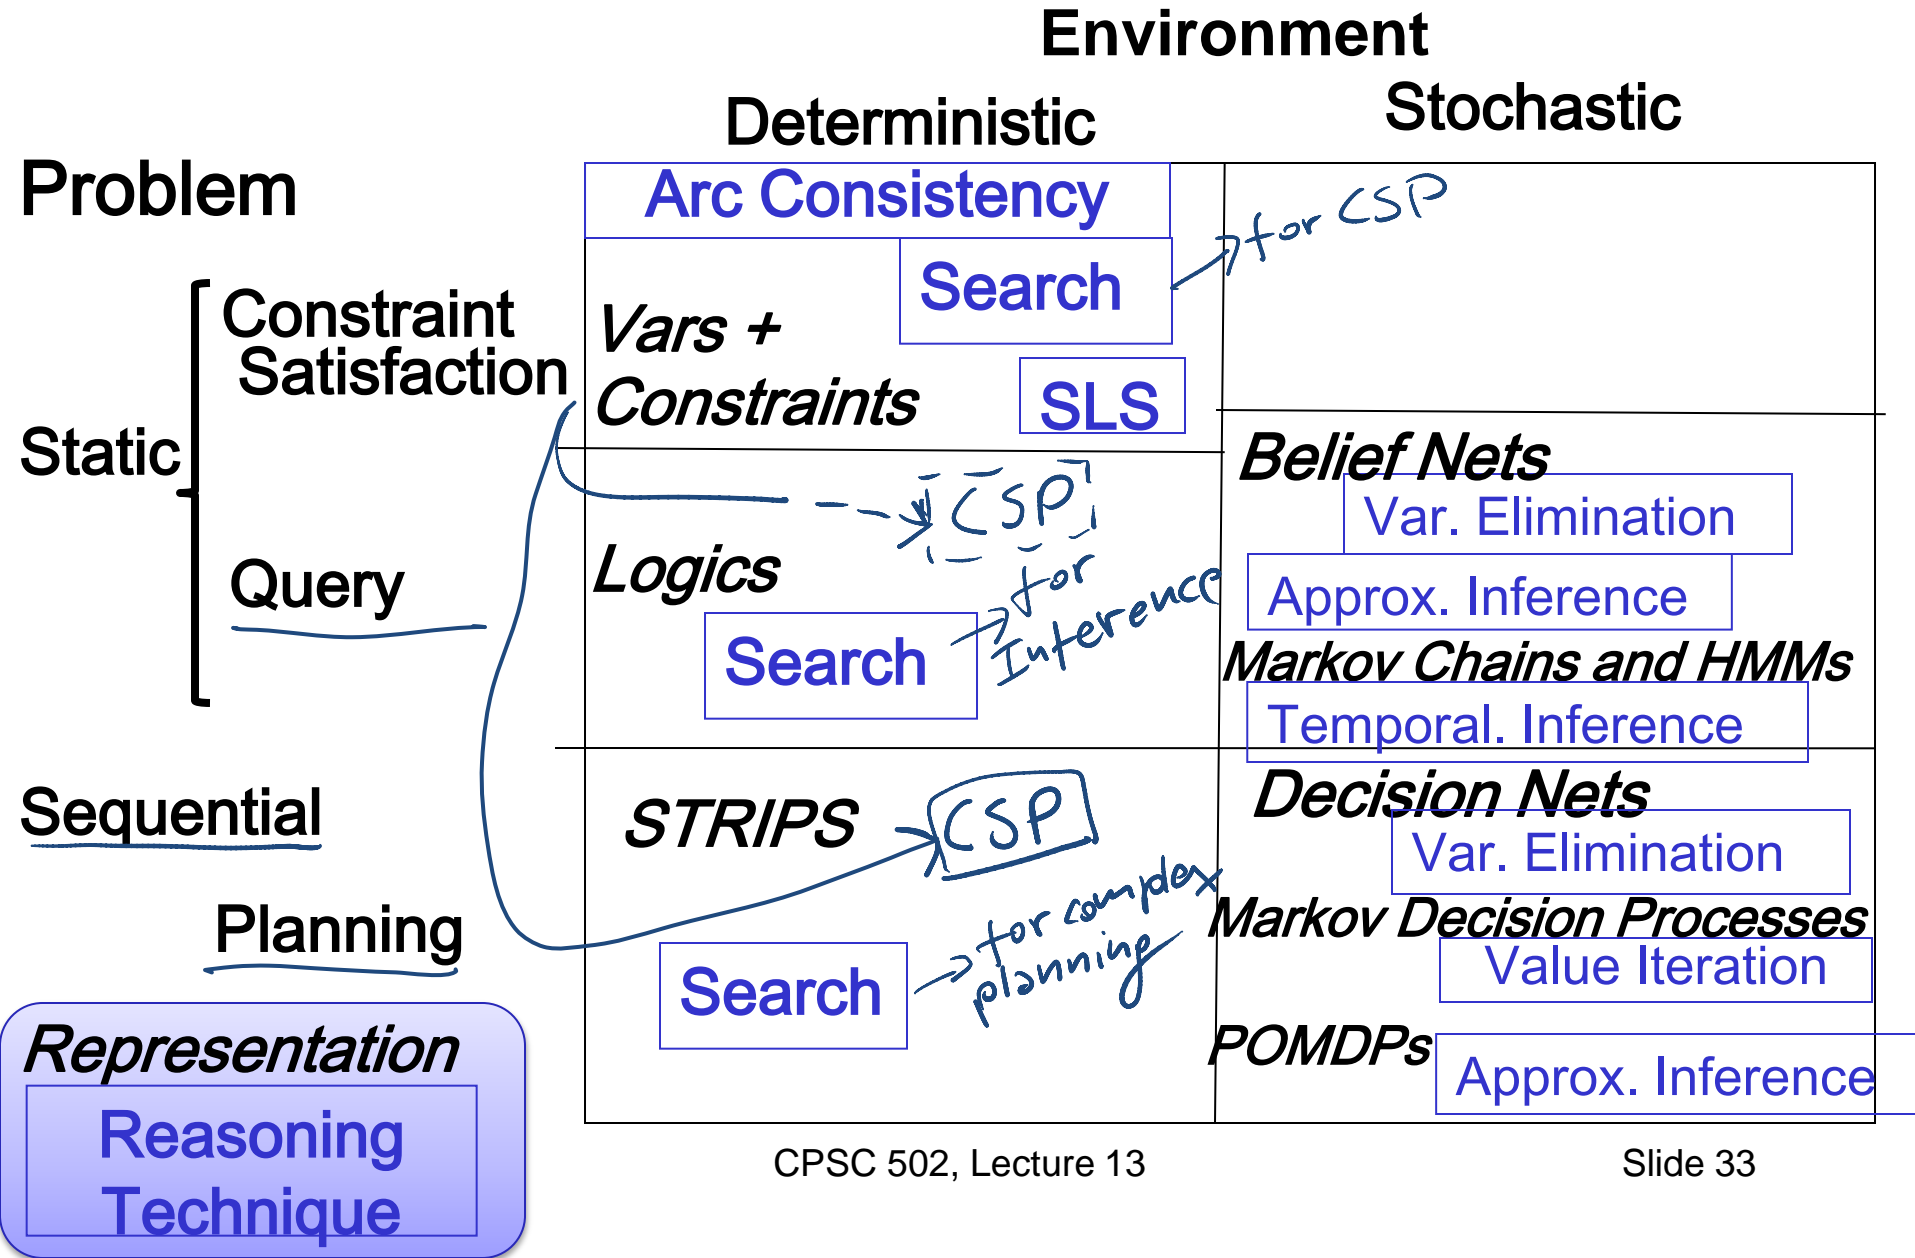 Environment
Deterministic
Stochastic
Problem
Arc Consistency
for CSP
Search
Constraint
Satisfaction
Vars +
Constraints
SLS
Static
Belief Nets
CSP
Var. Elimination
Query
Logics
for
Inference
Approx. Inference
Search
Markov Chains and HMMs
Temporal. Inference
Sequential
STRIPS
CSP
Decision Nets
Var. Elimination
Planning
for complex
planning
Markov Decision Processes
Search
Value Iteration
Representation
POMDPs
Approx. Inference
Reasoning
Technique
CPSC 502, Lecture 13
Slide 33